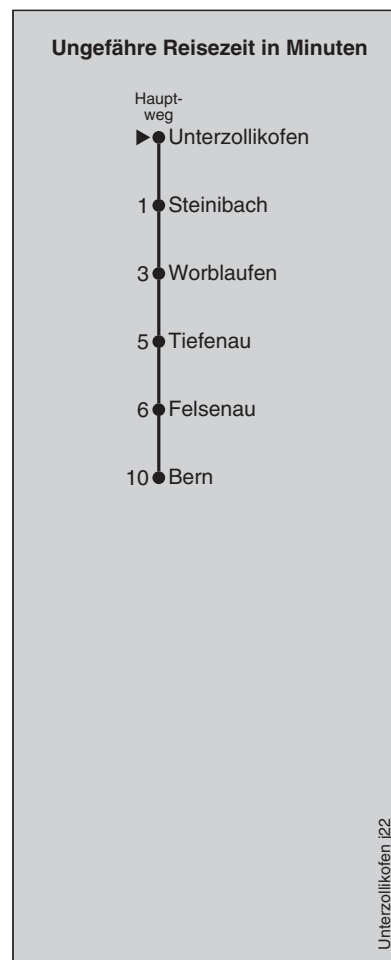 Ungefähre Reisezeit in Minuten
Haupt-
weg
Unterzollikofen
1 Steinibach
3 Worblaufen
5 Tiefenau
6 Felsenau
10 Bern
Unterzollikofen i22